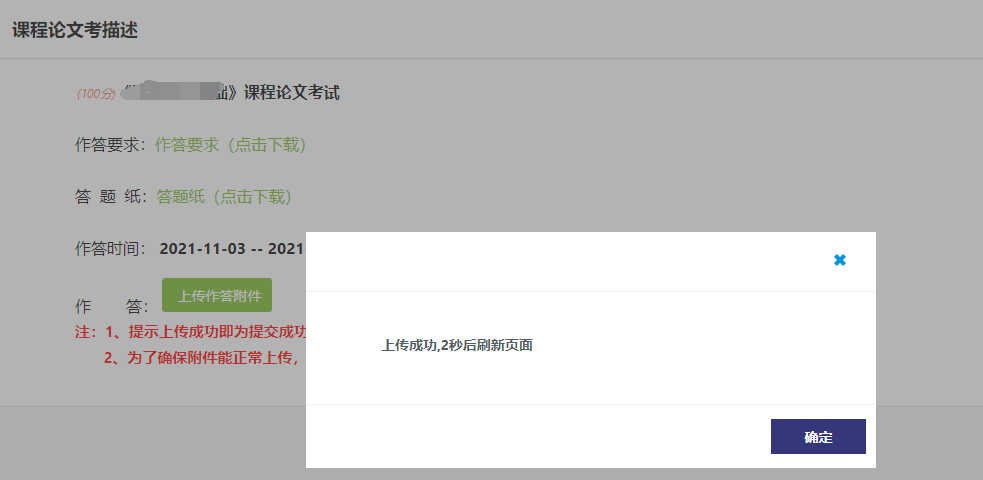 课程论文考描述
(100分)《 》课程论文考试
作答要求：作答要求（点击下载）
答 题 纸：答题纸（点击下载）
作答时间： 2021-11-03 -- 2021
✖
作 答： 上传作答附件
注：1、提示上传成功即为提交成功
上传成功,2秒后刷新页面
2、为了确保附件能正常上传，
确定